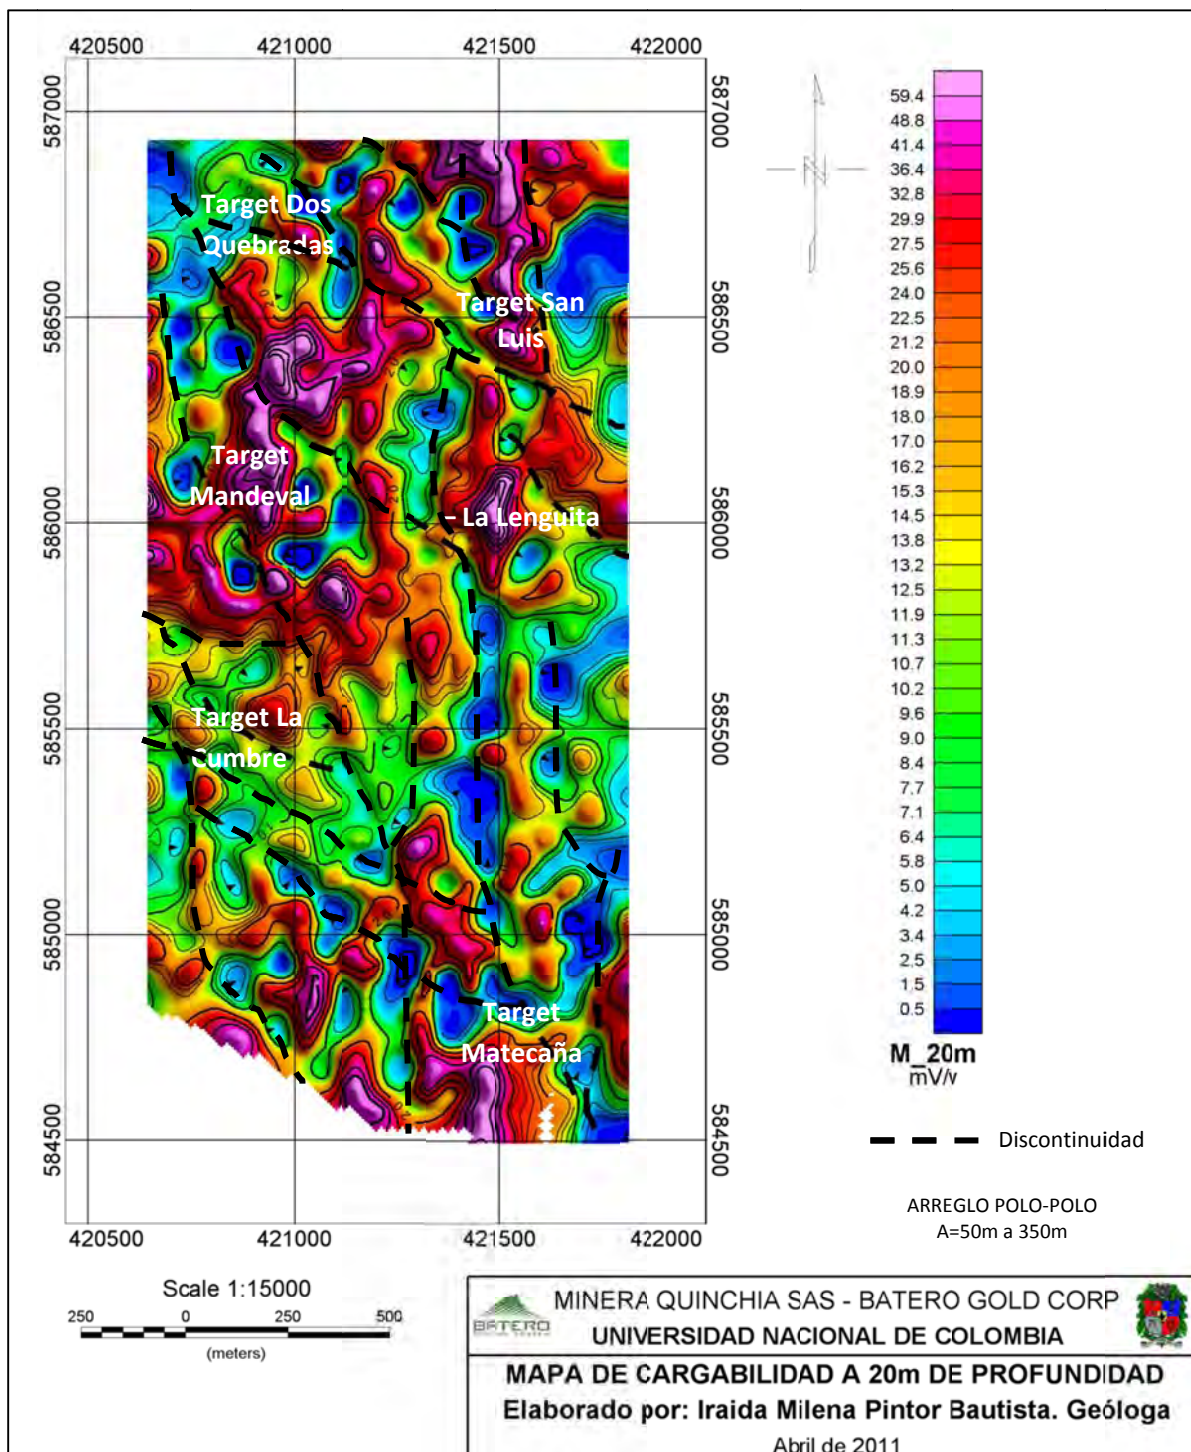 420500 421000 421500 422000
587000 587000
Target Dos
Quebradas
Target San
Luis
586500 586500
Target
Mandeval
La Lenguita
586000 586000
Target La
Cumbre
585500 585500
585000 585000
Target
Matecaña
584500 584500
420500 421000 421500 422000
59.4
48.8
41.4
36.4
32.8
29.9
27.5
25.6
24.0
22.5
21.2
20.0
18.9
18.0
17.0
16.2
15.3
14.5
13.8
13.2
12.5
11.9
11.3
10.7
10.2
9.6
9.0
8.4
7.7
7.1
6.4
5.8
5.0
4.2
3.4
2.5
1.5
0.5
M_20m
mV/v
Discontinuidad
ARREGLO POLO-POLO
A=50m a 350m
Scale 1:15000
250 0 250 500
(meters)
BATERO
MINERA QUINCHIA SAS - BATERO GOLD CORP
UNIVERSIDAD NACIONAL DE COLOMBIA
MAPA DE CARGABILIDAD A 20m DE PROFUNDIDAD
Elaborado por: Iraida Milena Pintor Bautista. Geóloga
Abril de 2011